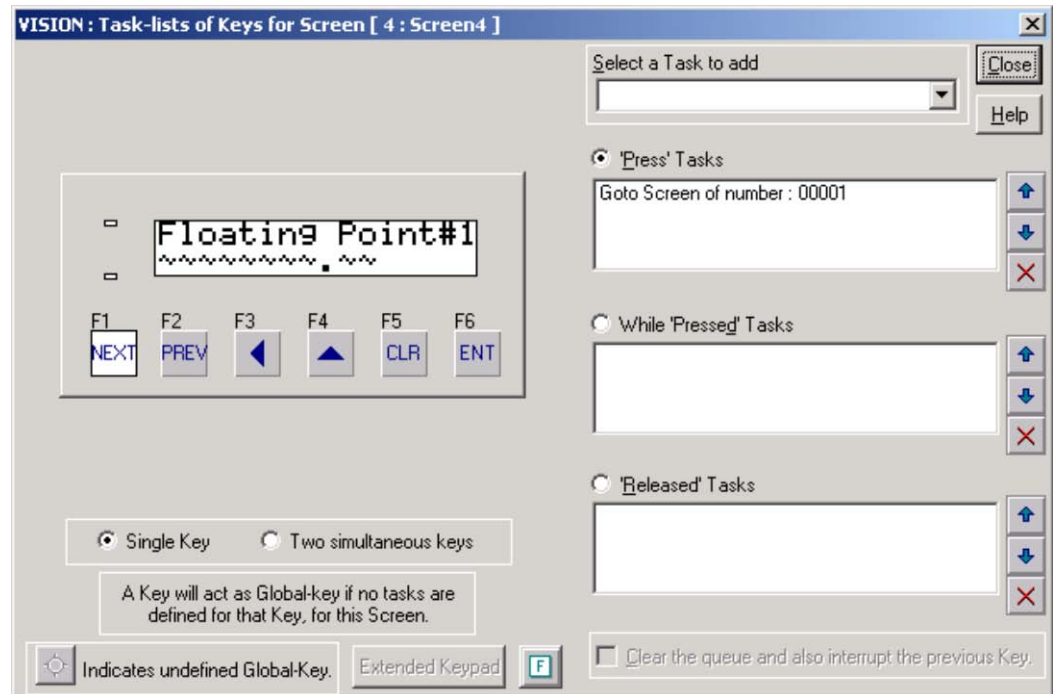 VISION : Task-lists of Keys for Screen [ 4 : Screen4 ]
Select a Task to add
Close
Help
'Press' Tasks
Goto Screen of number : 00001
Floating Point#1
~~~~~~~~.~~
F1 F2 F3 F4 F5 F6
NEXT PREV CLR ENT
While 'Pressed' Tasks
'Released' Tasks
Single Key Two simultaneous keys
A Key will act as Global-key if no tasks are
defined for that Key, for this Screen.
Indicates undefined Global-Key.
Extended Keypad
F
Clear the queue and also interrupt the previous Key.